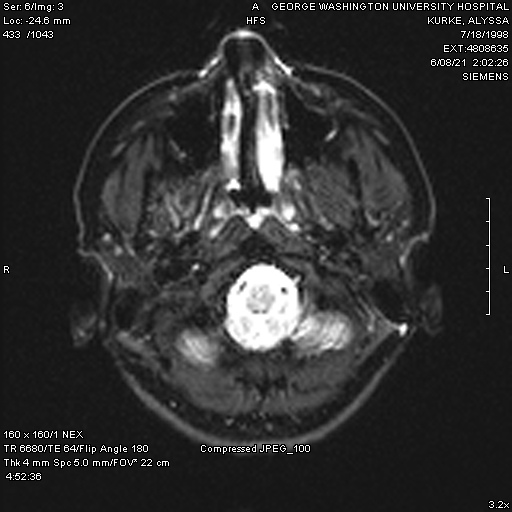 Ser: 6/Img: 3
Loc: -24.6 mm
433 /1043
A GEORGE WASHINGTON UNIVERSITY HOSPITAL
HFS
KURKE, ALYSSA
7/18/1998
EXT:4808635
6/08/21 2:02:26
SIEMENS
R
L
160 x 160/1 NEX
TR 6680/TE 64/Flip Angle 180
Thk 4 mm Spc 5.0 mm/FOV* 22 cm
4:52:36
Compressed JPEG_100
3.2x